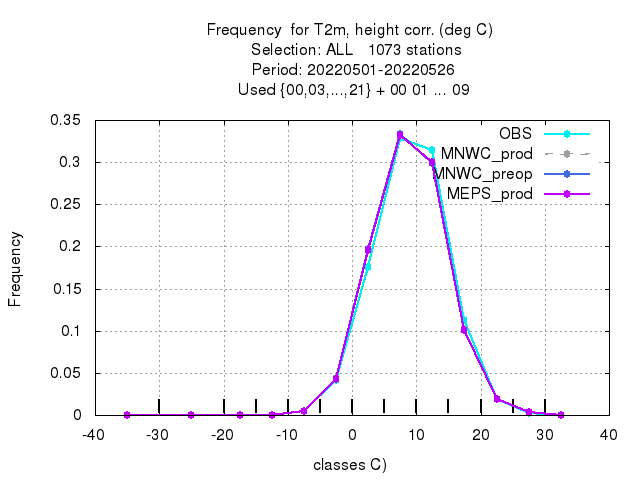 Frequency  for T2m, height corr. (deg C)
Selection: ALL   1073 stations
Period: 20220501-20220526
Used {00,03,...,21} + 00 01 ... 09
0.35
0.3
0.25
0.2
0.15
0.1
0.05
0
Frequency
OBS
MNWC_prod
MNWC_preop
MEPS_prod
-40 -30 -20 -10 0 10 20 30 40
classes C)